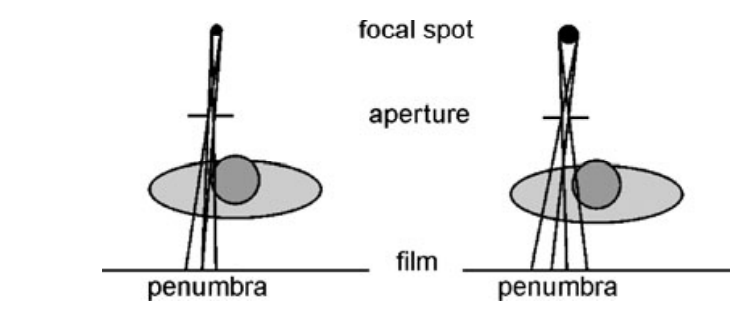 focal spot
aperture
film
penumbra
penumbra